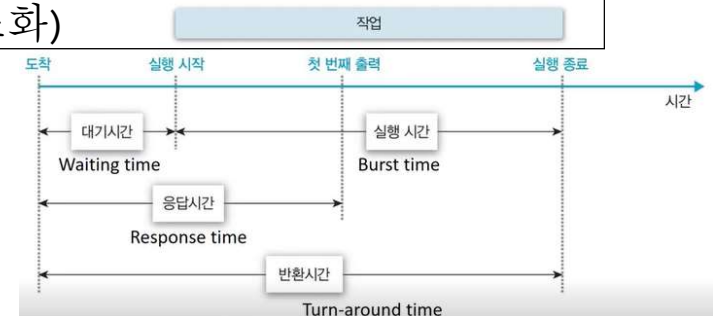 화)
작업
도착 실행 시작 첫 번째 출력 실행 종료
시간
대기시간 실행 시간
Waiting time Burst time
응답시간
Response time
반환시간
Turn-around time